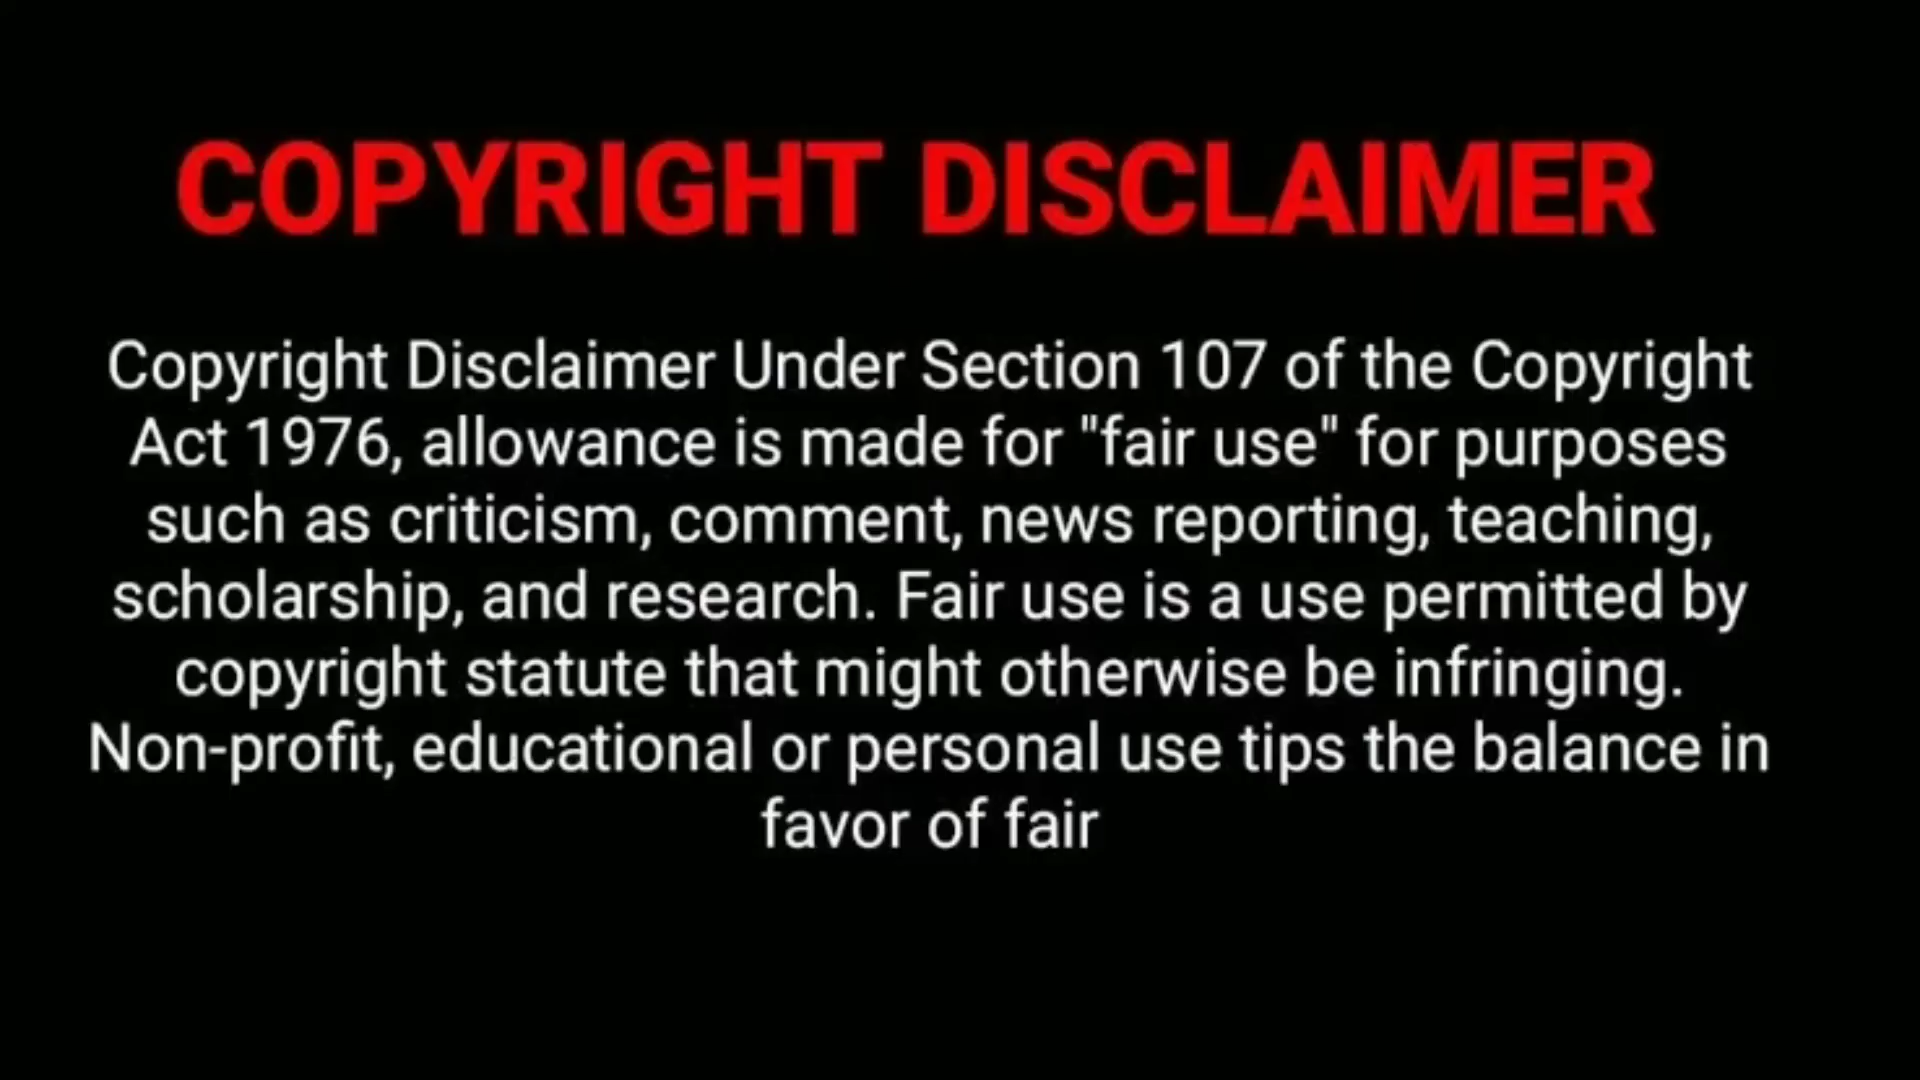 COPYRIGHT DISCLAIMER
Copyright Disclaimer Under Section 107 of the Copyright
Act 1976, allowance is made for "fair use" for purposes
such as criticism, comment, news reporting, teaching,
scholarship, and research. Fair use is a use permitted by
copyright statute that might otherwise be infringing.
Non-profit, educational or personal use tips the balance in
favor of fair